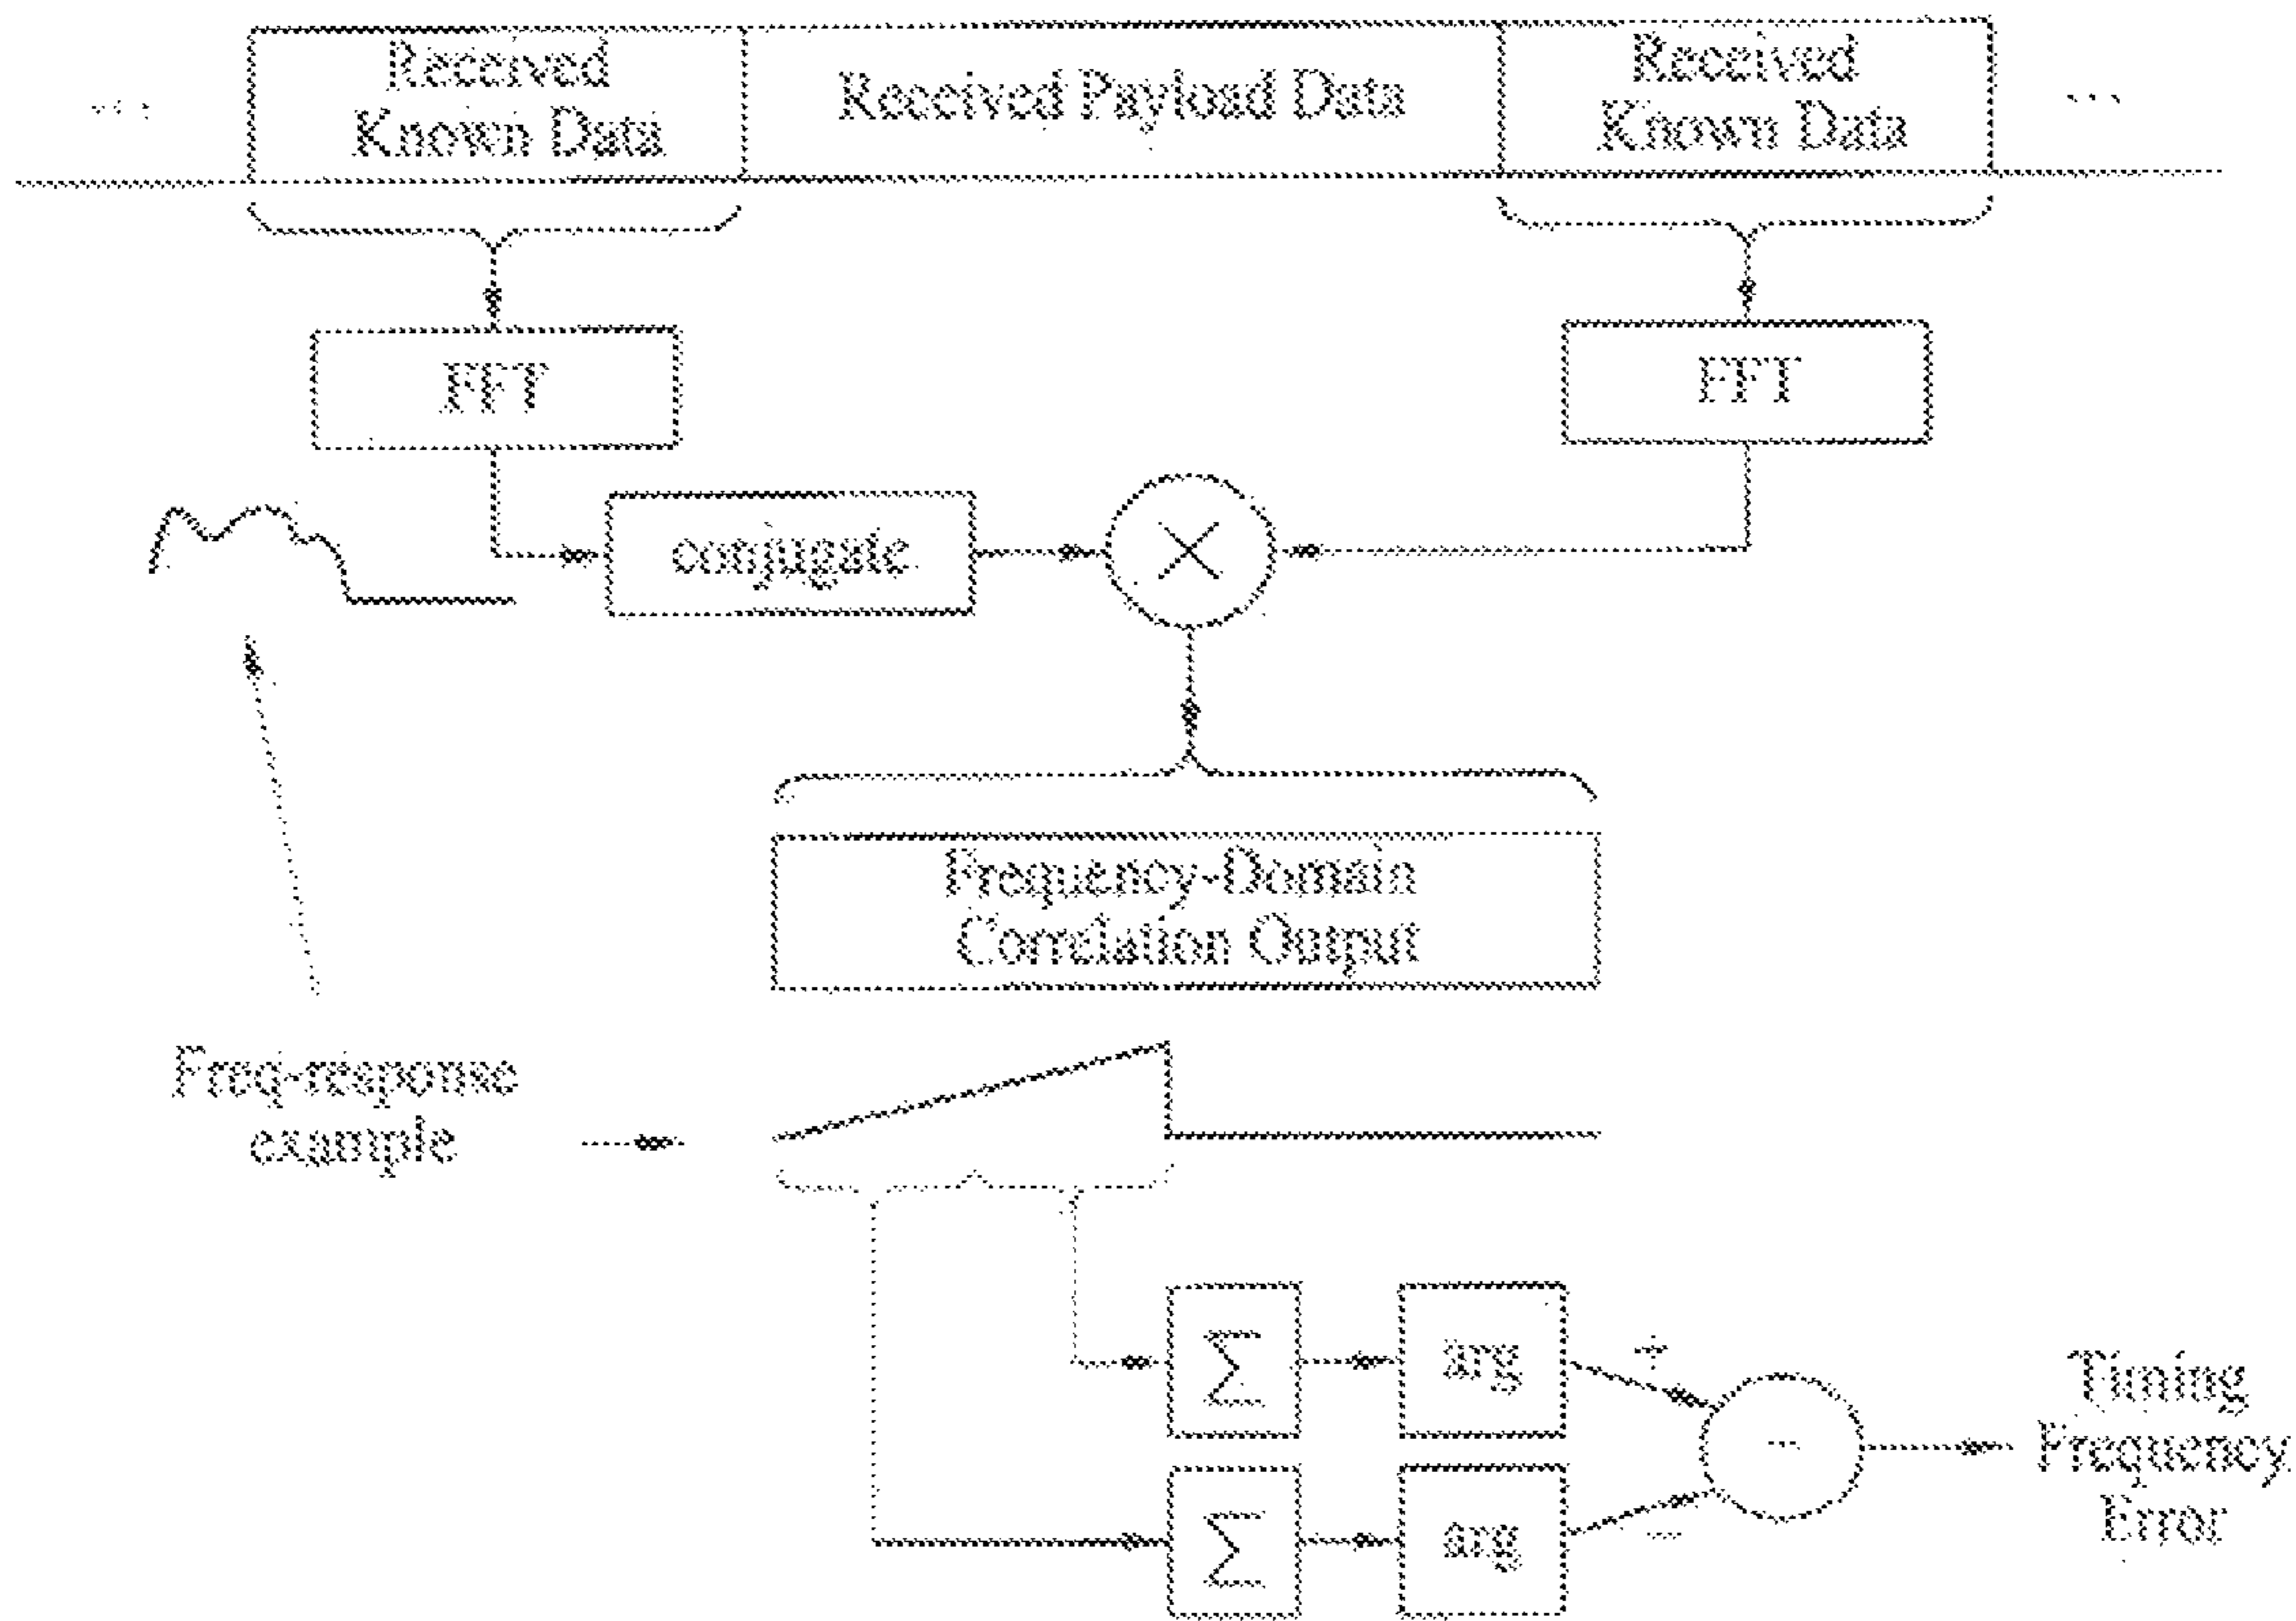 ...
Received
Known Data
Received Payload Data
Received
Known Data
...
FFT
FFT
conjugate
×
Frequency-Domain
Correlation Output
Freq-response
example
∑
arg
+
∑
arg
−
-
Timing
Frequency
Error